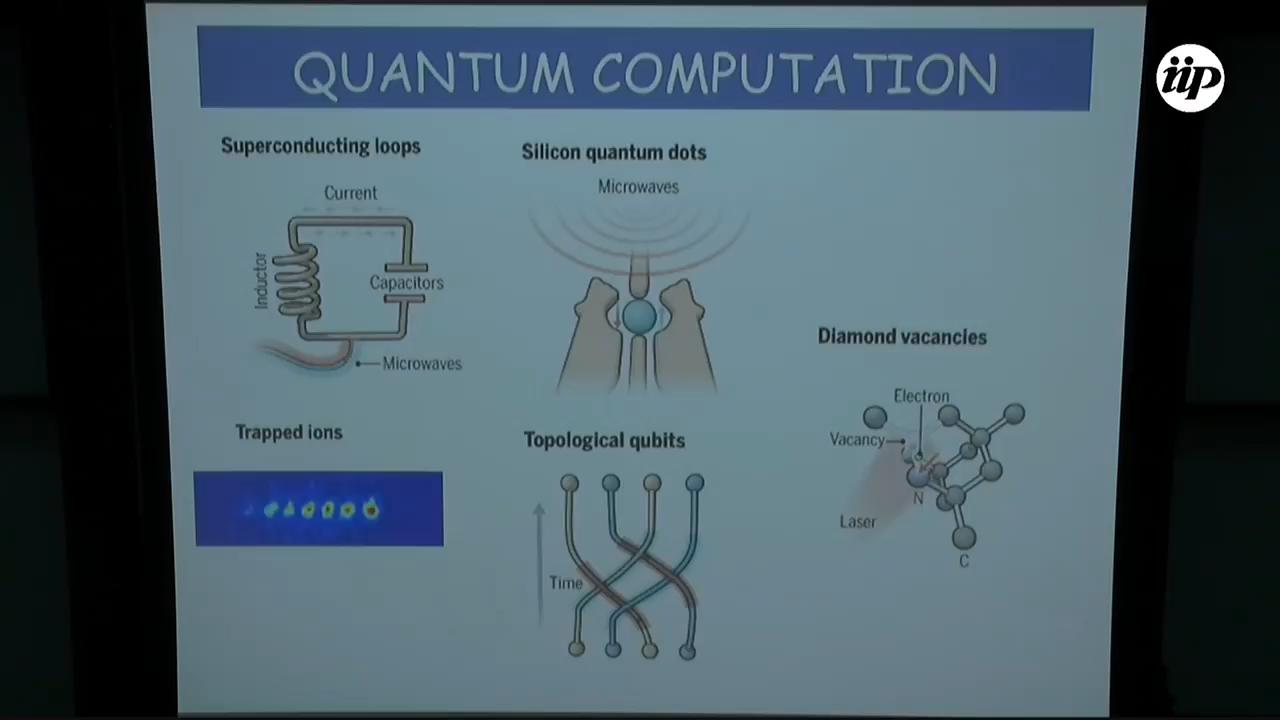 QUANTUM COMPUTATION
iip
Superconducting loops
Current
Inductor
Capacitors
Microwaves
Silicon quantum dots
Microwaves
Trapped ions
Topological qubits
Time
Diamond vacancies
Electron
Vacancy
N
Laser
C